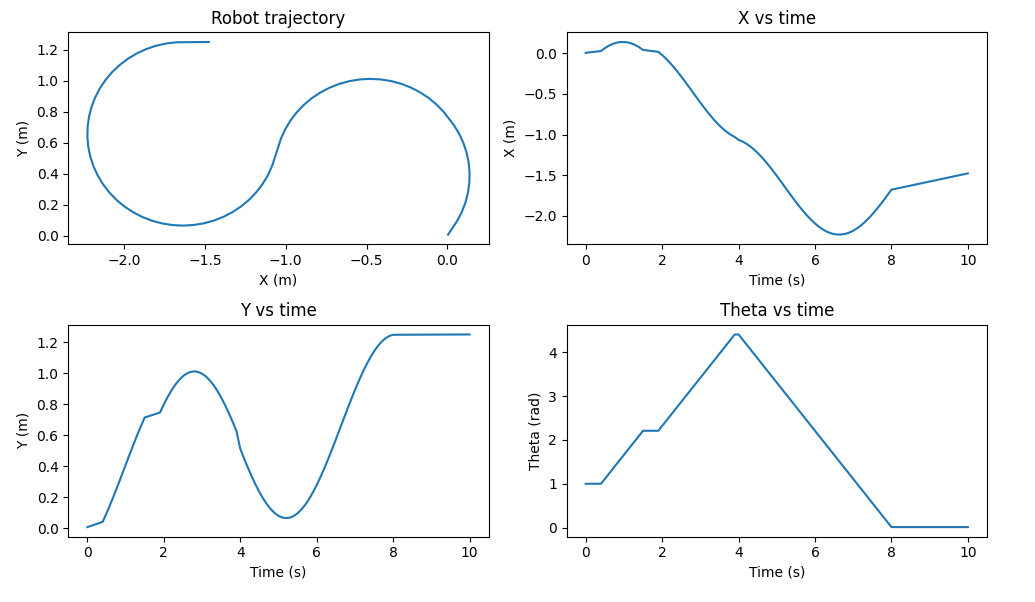 Robot trajectory
1.2
1.0
0.8
0.6
0.4
0.2
0.0
Y (m)
−2.0 −1.5 −1.0 −0.5 0.0
X (m)
X vs time
0.0
−0.5
−1.0
−1.5
−2.0
X (m)
0 2 4 6 8 10
Time (s)
Y vs time
1.2
1.0
0.8
0.6
0.4
0.2
0.0
Y (m)
0 2 4 6 8 10
Time (s)
Theta vs time
4
3
2
1
0
Theta (rad)
0 2 4 6 8 10
Time (s)